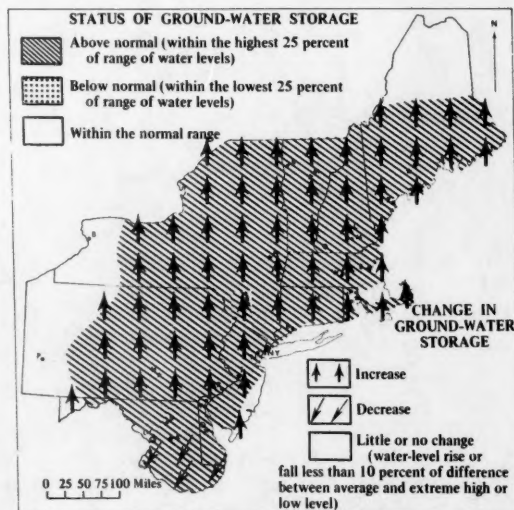 STATUS OF GROUND-WATER STORAGE
Above normal (within the highest 25 percent
of range of water levels)
Below normal (within the lowest 25 percent
of range of water levels)
Within the normal range
N
CHANGE IN
GROUND-WATER
STORAGE
Increase
Decrease
Little or no change
(water-level rise or
fall less than 10 percent of difference
between average and extreme high or
low level)
0 25 50 75 100 Miles